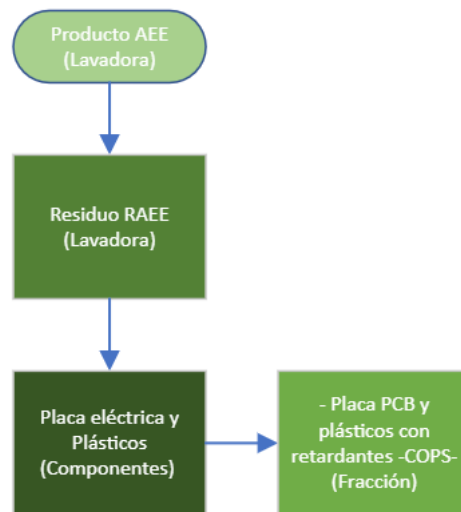 Producto AEE
(Lavadora)
Residuo RAEE
(Lavadora)
Placa eléctrica y
Plásticos
(Componentes)
- Placa PCB y
plásticos con
retardantes -COPS-
(Fracción)